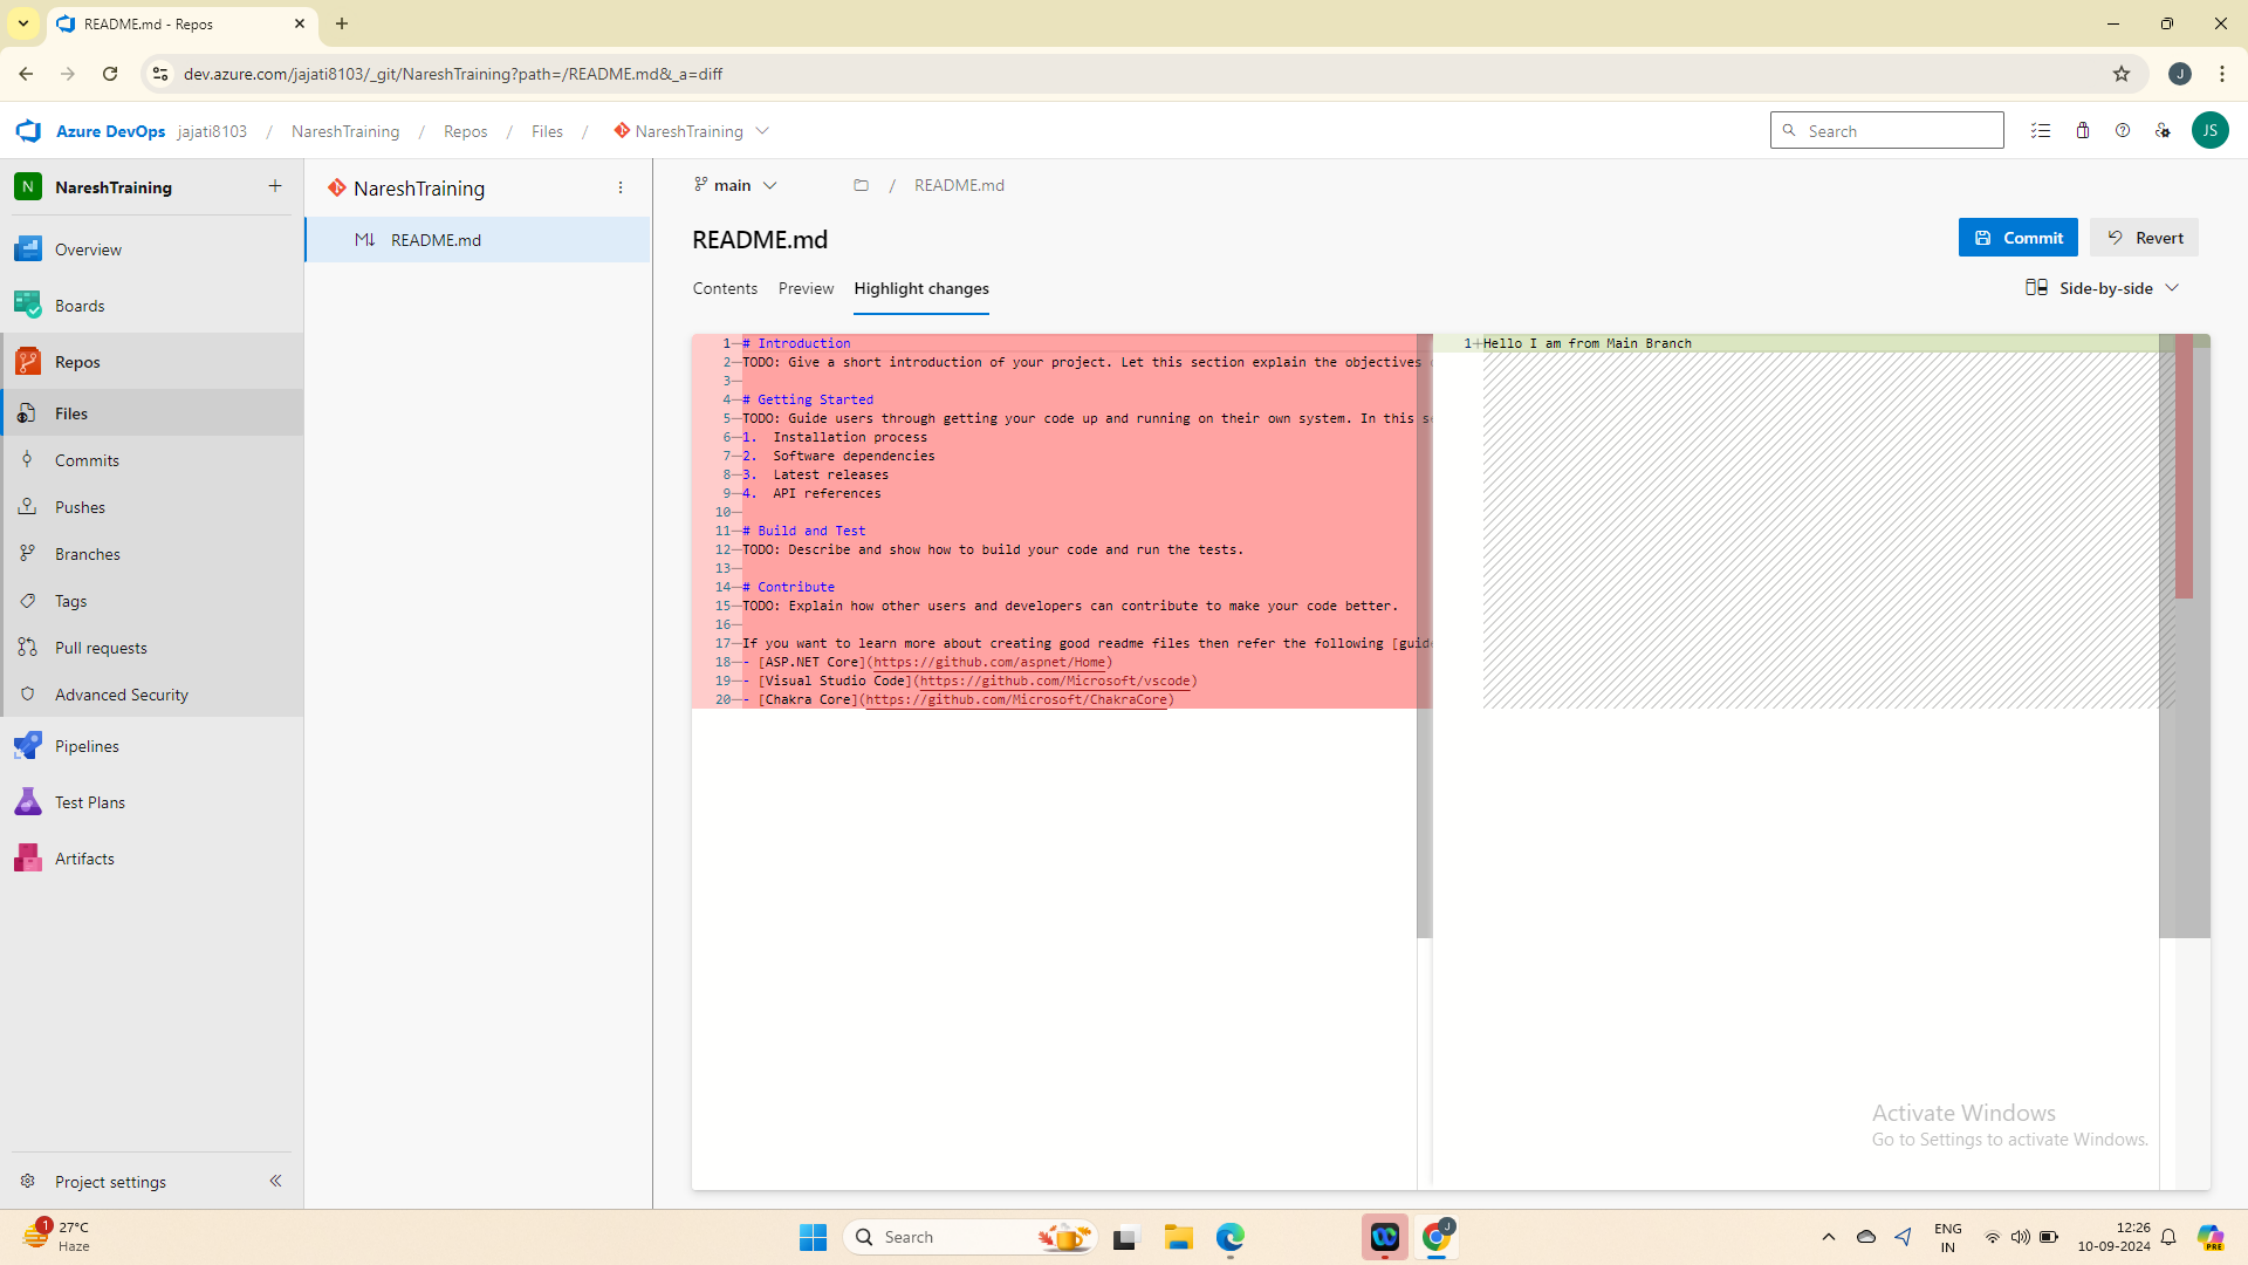 README.md - Repos
dev.azure.com/jajati8103/_git/NareshTraining?path=/README.md&_a=diff
J
Azure DevOps jajati8103 / NareshTraining / Repos / Files / NareshTraining
Search
JS
N NareshTraining
Overview
Boards
Repos
Files
Commits
Pushes
Branches
Tags
Pull requests
Advanced Security
Pipelines
Test Plans
Artifacts
Project settings
NareshTraining
M↓ README.md
main
/ README.md
README.md
Commit
Revert
Contents Preview Highlight changes
Side-by-side
1— # Introduction
2— TODO: Give a short introduction of your project. Let this section explain the objectives
3—
4— # Getting Started
5— TODO: Guide users through getting your code up and running on their own system. In this
6— 1. Installation process
7— 2. Software dependencies
8— 3. Latest releases
9— 4. API references
10—
11— # Build and Test
12— TODO: Describe and show how to build your code and run the tests.
13—
14— # Contribute
15— TODO: Explain how other users and developers can contribute to make your code better.
16—
17— If you want to learn more about creating good readme files then refer the following
18— - [ASP.NET Core](https://github.com/aspnet/Home)
19— - [Visual Studio Code](https://github.com/Microsoft/vscode)
20— - [Chakra Core](https://github.com/Microsoft/ChakraCore)
1+ Hello I am from Main Branch
Activate Windows
Go to Settings to activate Windows.
1
27°C
Haze
Search
J
ENG
IN
12:26
10-09-2024
PRE